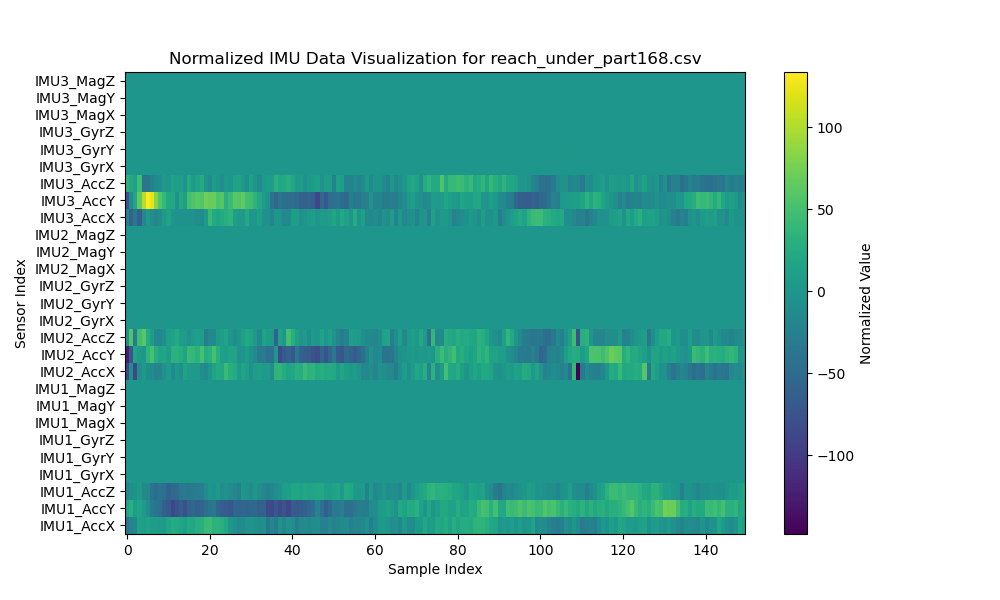 Normalized IMU Data Visualization for reach_under_part168.csv
IMU3_MagZ
IMU3_MagY
IMU3_MagX
IMU3_GyrZ
IMU3_GyrY
IMU3_GyrX
IMU3_AccZ
IMU3_AccY
IMU3_AccX
IMU2_MagZ
IMU2_MagY
IMU2_MagX
IMU2_GyrZ
IMU2_GyrY
IMU2_GyrX
IMU2_AccZ
IMU2_AccY
IMU2_AccX
IMU1_MagZ
IMU1_MagY
IMU1_MagX
IMU1_GyrZ
IMU1_GyrY
IMU1_GyrX
IMU1_AccZ
IMU1_AccY
IMU1_AccX
Sensor Index
0 20 40 60 80 100 120 140
Sample Index
100
50
0
−50
−100
Normalized Value